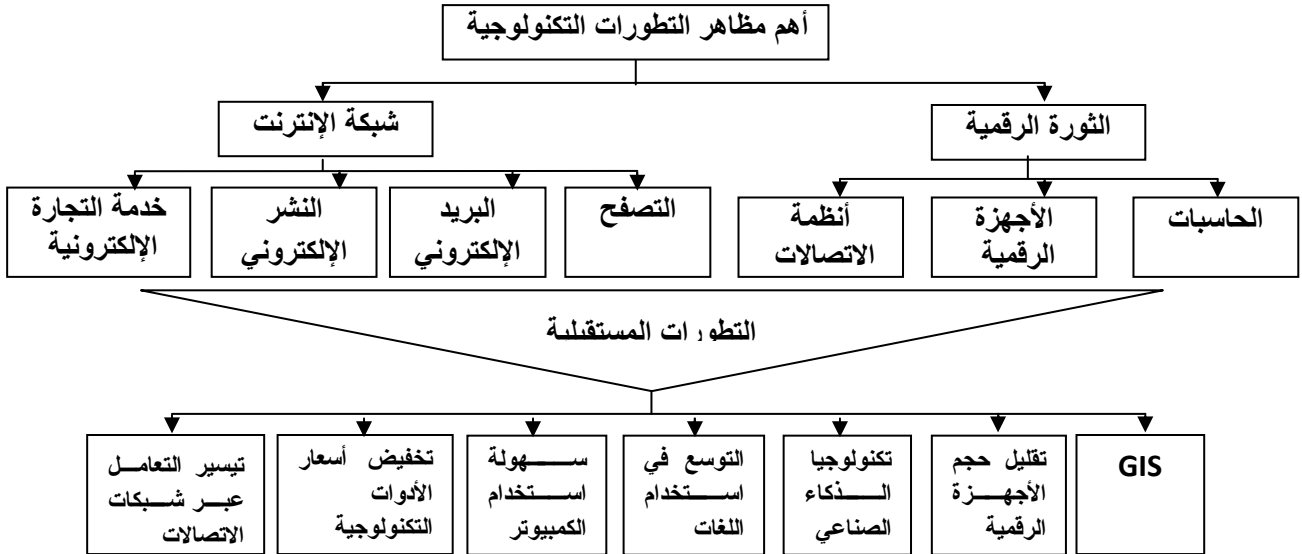 أهم مظاهر التطورات التكنولوجية
الثورة الرقمية
شبكة الإنترنت
الحاسبات
الأجهزة
الرقمية
أنظمة
الاتصالات
التصفح
البريد
الإلكتروني
النشر
الإلكتروني
خدمة التجارة
الإلكترونية
التطورات المستقبلية
GIS
تقليل حجم
الأجهزة
الرقمية
تكنولوجيا
الذكاء
الصناعي
التوسع في
استخدام
اللغات
سهولة
استخدام
الكمبيوتر
تخفيض أسعار
الأدوات
التكنولوجية
تيسير التعامل
عبر شبكات
الاتصالات